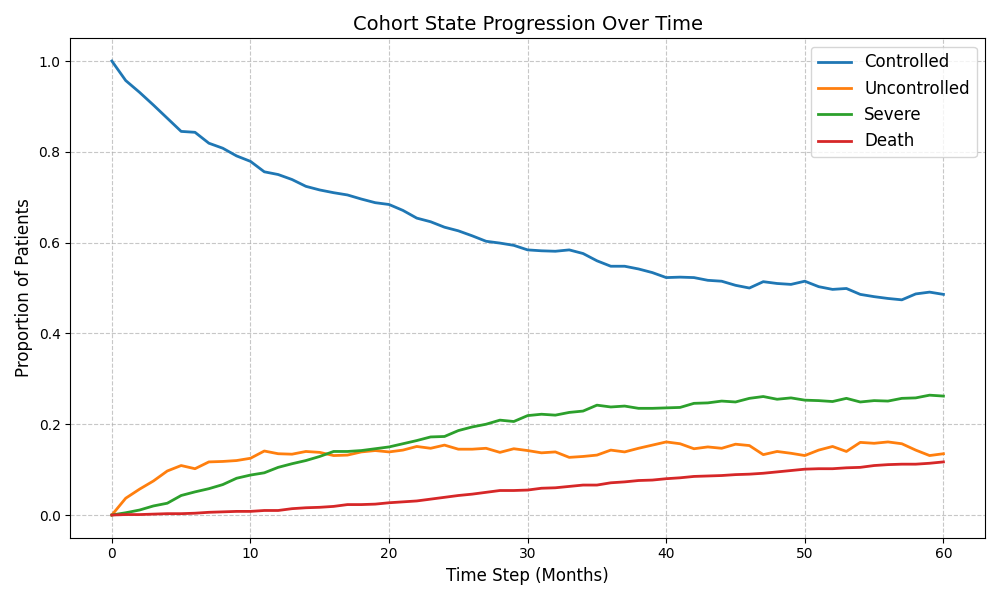 Cohort State Progression Over Time
Proportion of Patients
1.0
0.8
0.6
0.4
0.2
0.0
Controlled
Uncontrolled
Severe
Death
0 10 20 30 40 50 60
Time Step (Months)